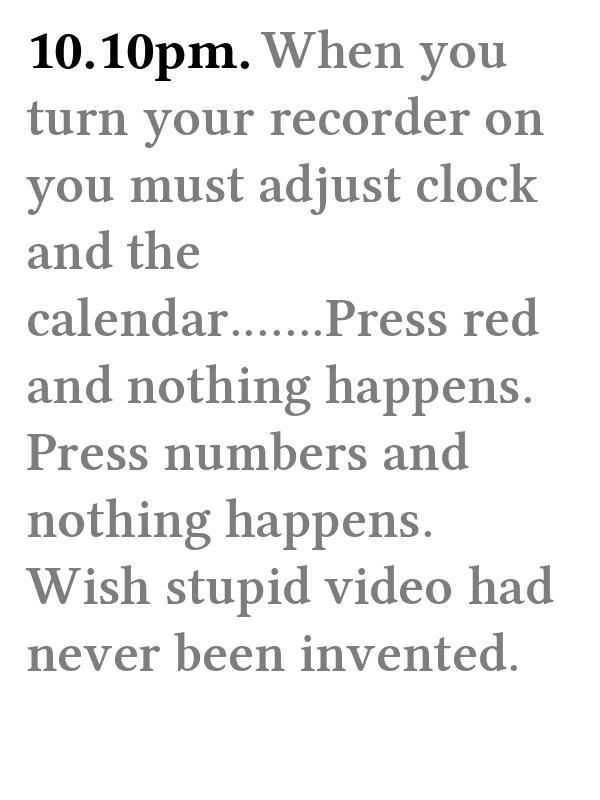 10.10pm. When you
turn your recorder on
you must adjust clock
and the
calendar.......Press red
and nothing happens.
Press numbers and
nothing happens.
Wish stupid video had
never been invented.